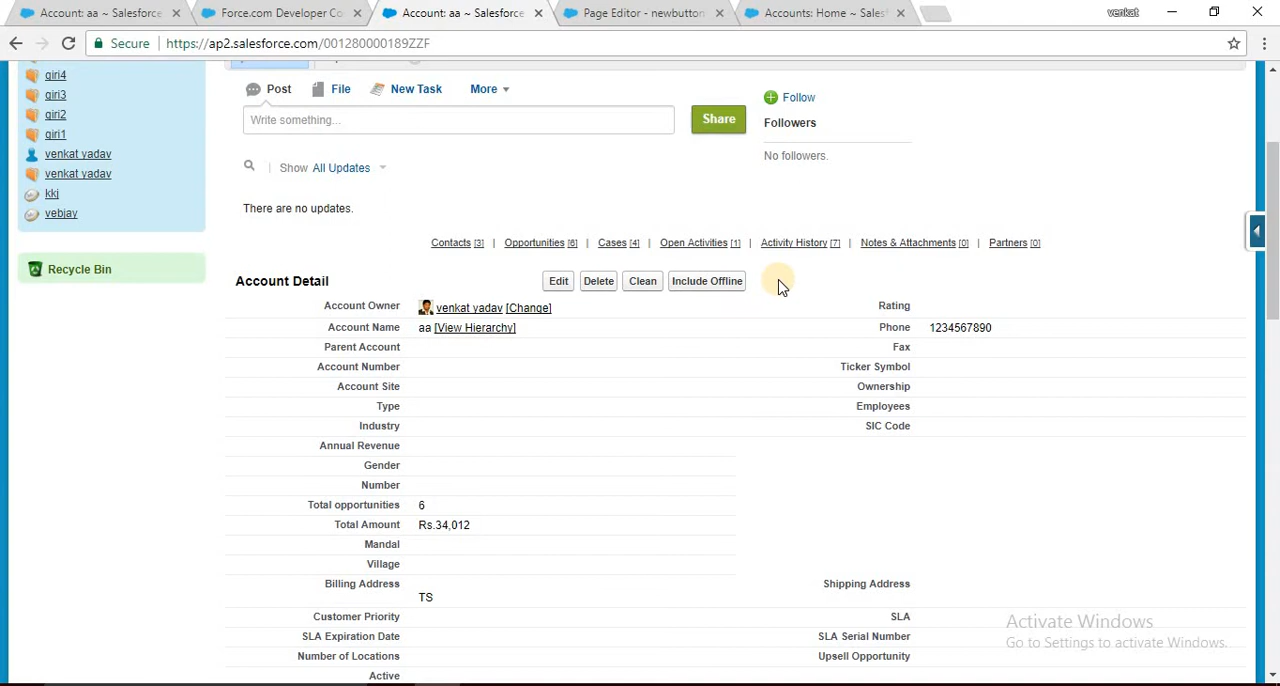 Account: aa ~ Salesforce
Force.com Developer Co
Account: aa ~ Salesforce
Page Editor - newbutton
Accounts: Home ~ Sales
venkat
Secure
https://ap2.salesforce.com/001280000189ZZF
qiri4
qiri3
qiri2
qiri1
venkat yadav
venkat yadav
kkj
vebjay
Recycle Bin
Post File New Task More
Write something...
Share
Follow
Followers
No followers.
Show All Updates
There are no updates.
Contacts [3] | Opportunities [6] | Cases [4] | Open Activities [1] | Activity History [7] | Notes & Attachments [0] | Partners [0]
Account Detail
Edit Delete Clean Include Offline
Account Owner venkat yadav [Change] Rating
Account Name aa [View Hierarchy] Phone 1234567890
Parent Account Fax
Account Number Ticker Symbol
Account Site Ownership
Type Employees
Industry SIC Code
Annual Revenue
Gender
Number
Total opportunities 6
Total Amount Rs.34,012
Mandal
Village
Billing Address Shipping Address
TS
Customer Priority SLA
SLA Expiration Date SLA Serial Number
Number of Locations Upsell Opportunity
Active
Activate Windows
Go to Settings to activate Windows.